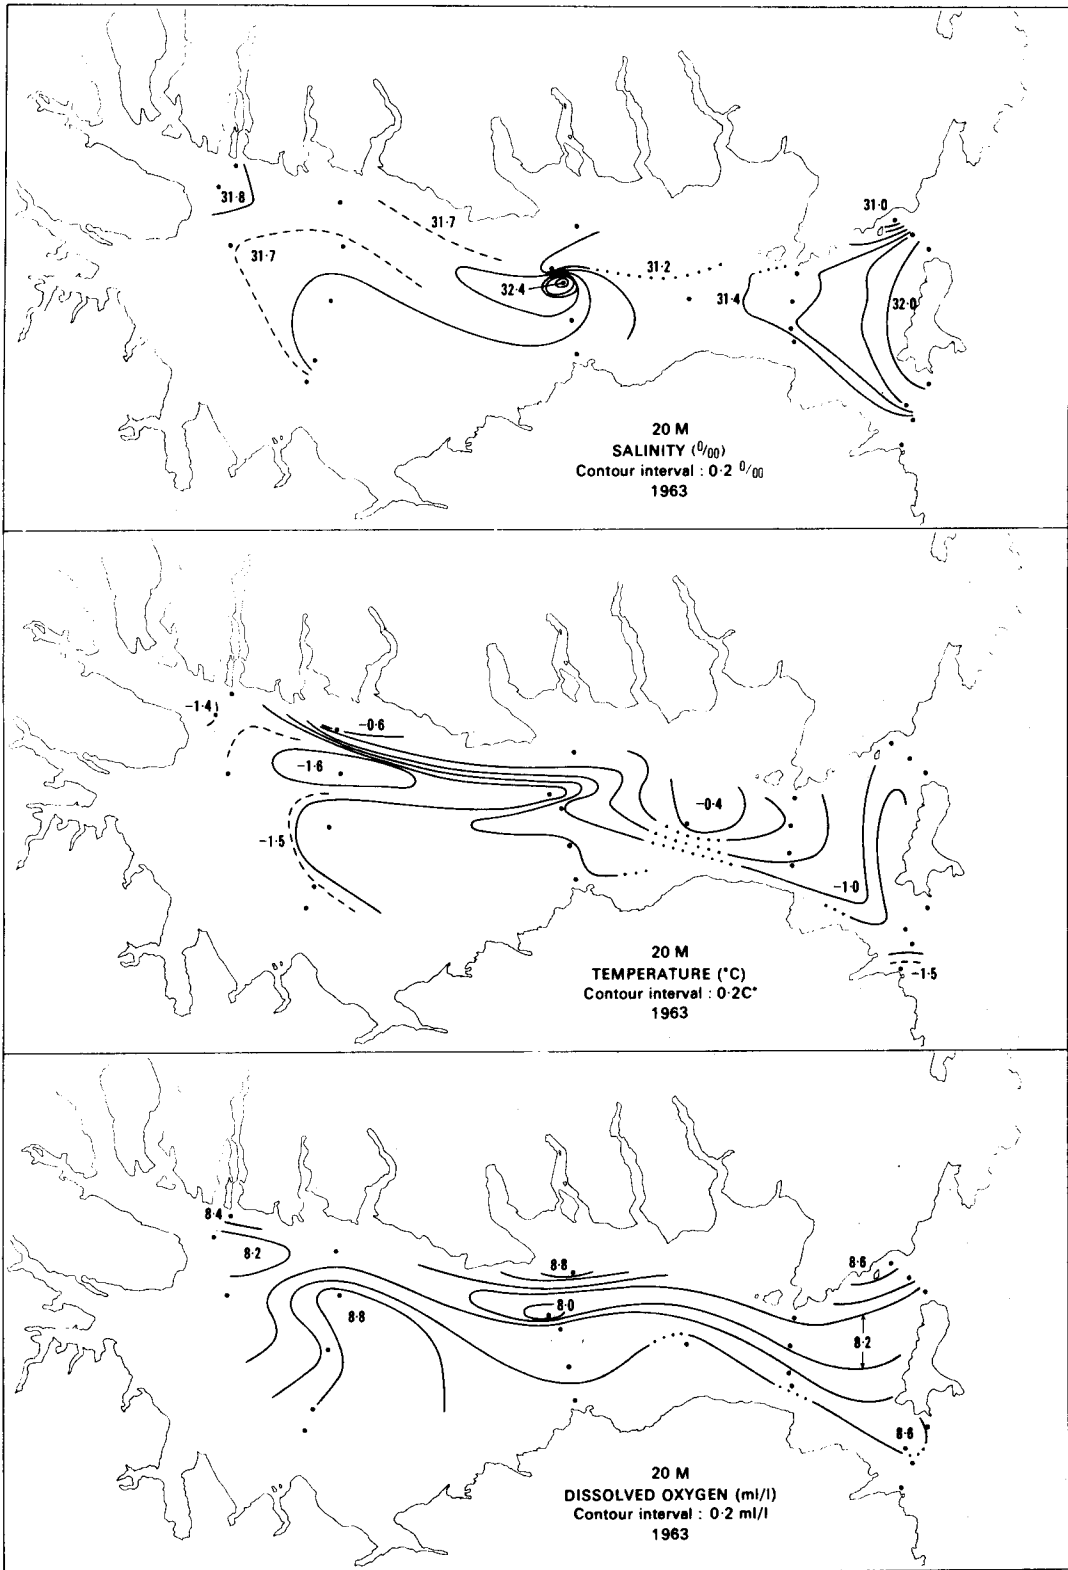 31·0
31·8
31·7
31·7
31·2
32·4
31·4
32·0
20 M
SALINITY (0/00)
Contour interval : 0·2 0/00
1963
-1·4
-0·6
-1·6
-0·4
-1·5
-1·0
-1·5
20 M
TEMPERATURE (°C)
Contour interval : 0·2C°
1963
8·4
8·2
8·8
8·6
8·0
8·8
8·2
8·6
20 M
DISSOLVED OXYGEN (ml/l)
Contour interval : 0·2 ml/l
1963